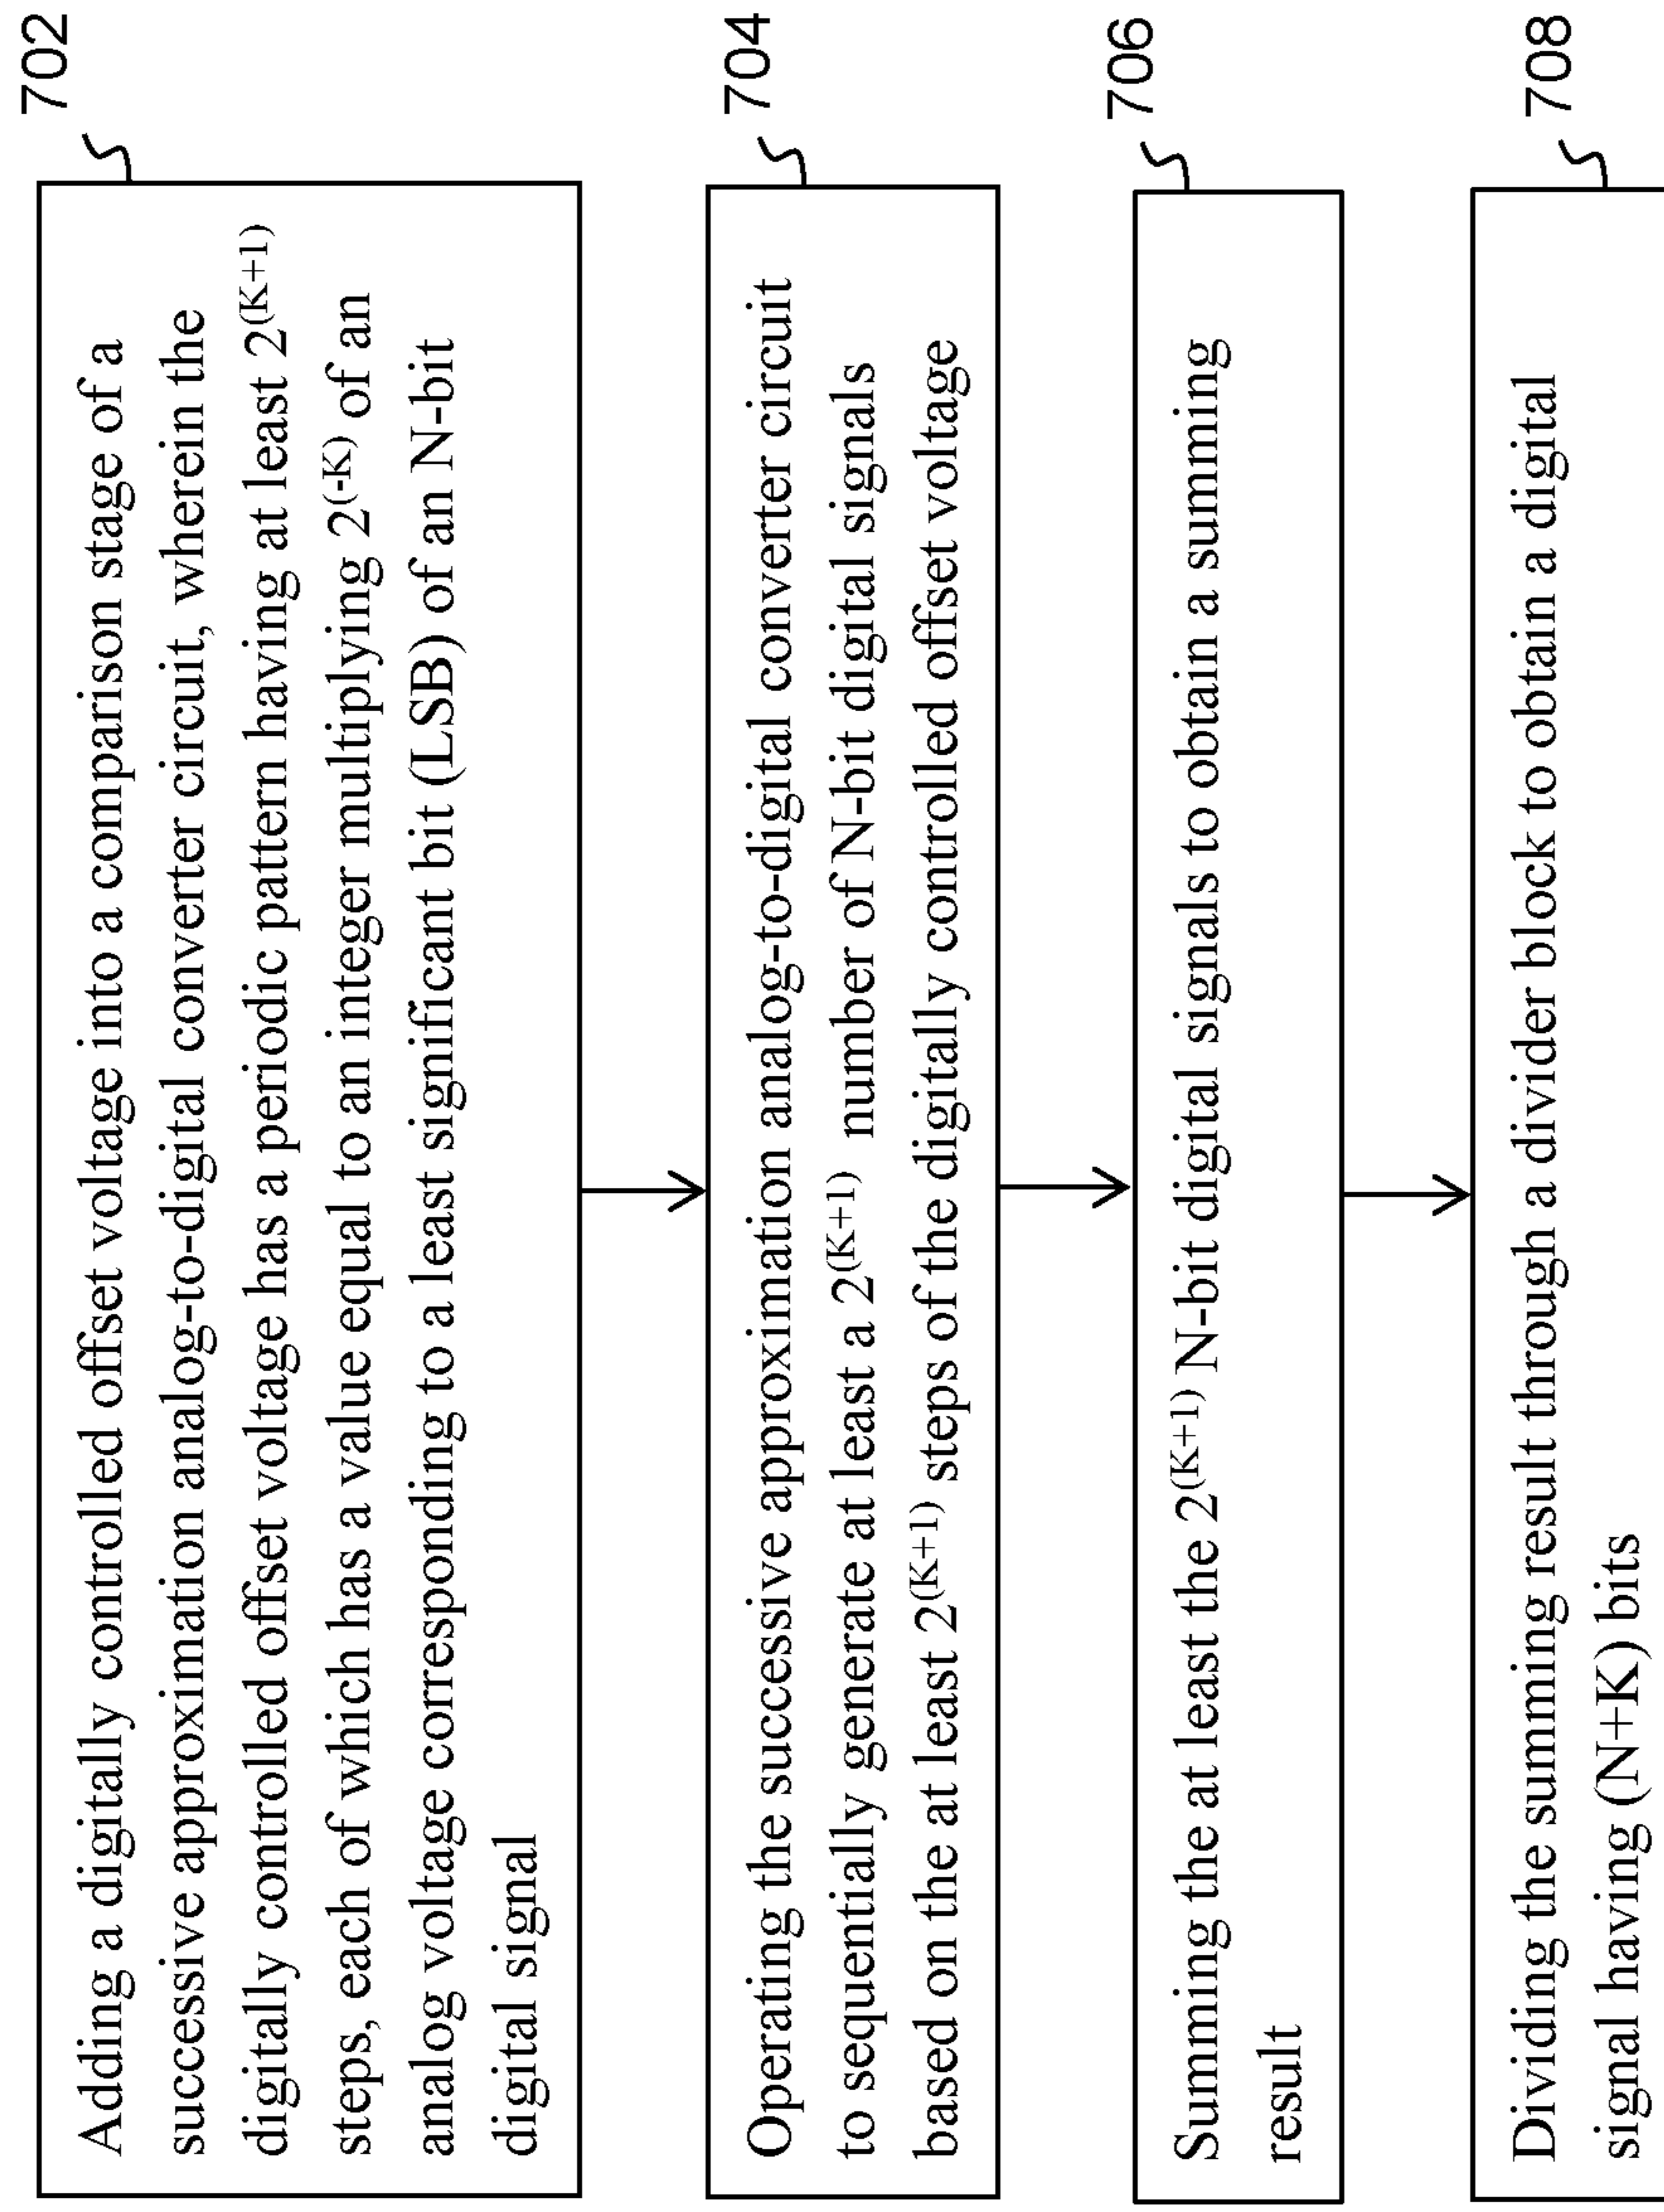 702
Adding a digitally controlled offset voltage into a comparison stage of a
successive approximation analog-to-digital converter circuit, wherein the
digitally controlled offset voltage has a periodic pattern having at least 2^(K+1)
steps, each of which has a value equal to an integer multiplying 2^(-K) of an
analog voltage corresponding to a least significant bit (LSB) of an N-bit
digital signal
704
Operating the successive approximation analog-to-digital converter circuit
to sequentially generate at least a 2^(K+1) number of N-bit digital signals
based on the at least 2^(K+1) steps of the digitally controlled offset voltage
706
Summing the at least the 2^(K+1) N-bit digital signals to obtain a summing
result
708
Dividing the summing result through a divider block to obtain a digital
signal having (N+K) bits